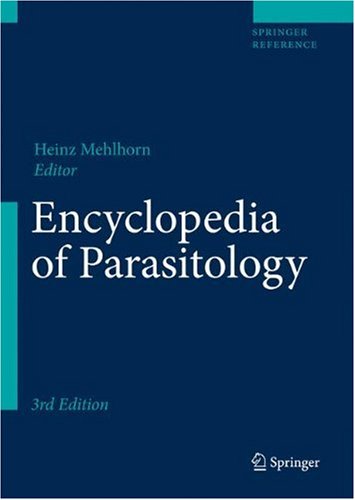 SPRINGER
REFERENCE
Heinz Mehlhorn
Editor
Encyclopedia
of Parasitology
3rd Edition
Springer